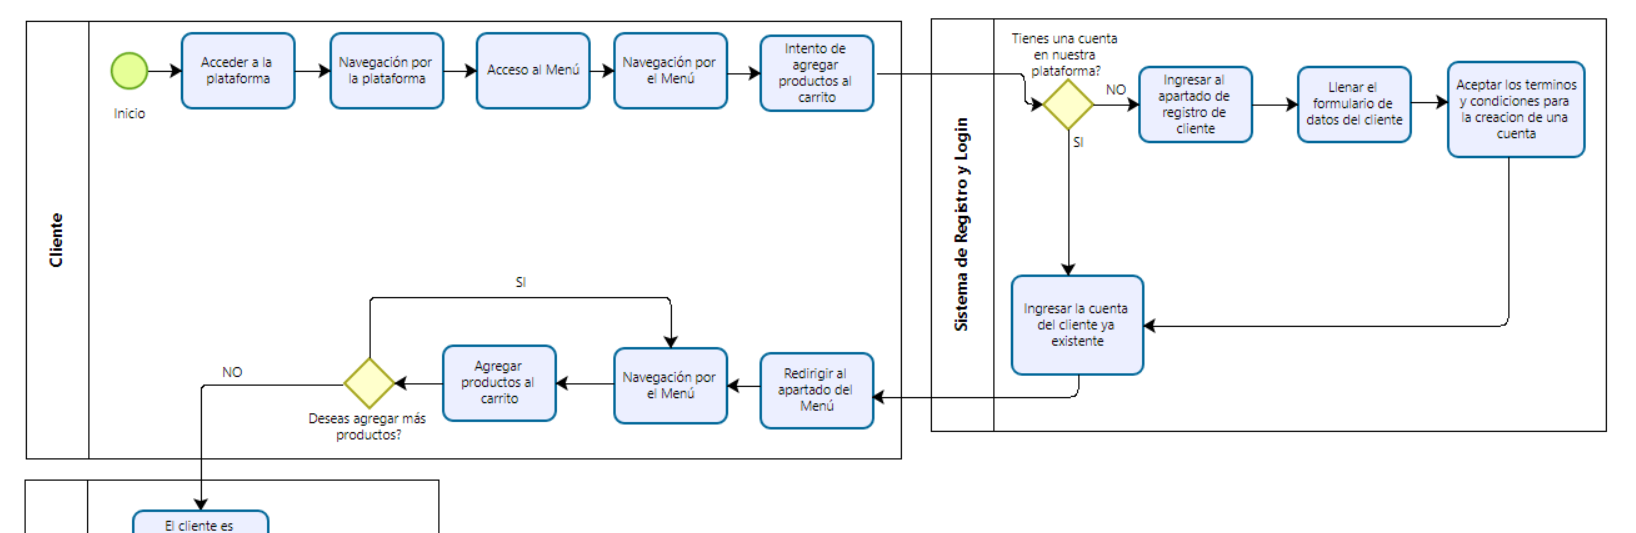 Cliente
Inicio
Acceder a la
plataforma
Navegación por
la plataforma
Acceso al Menú
Navegación por
el Menú
Intento de
agregar
productos al
carrito
Sistema de Registro y Login
Tienes una cuenta
en nuestra
plataforma?
NO
SI
Ingresar al
apartado de
registro de
cliente
Llenar el
formulario de
datos del cliente
Aceptar los terminos
y condiciones para
la creacion de una
cuenta
Ingresar la cuenta
del cliente ya
existente
Redirigir al
apartado del
Menú
Navegación por
el Menú
Agregar
productos al
carrito
SI
Deseas agregar más
productos?
NO
El cliente es